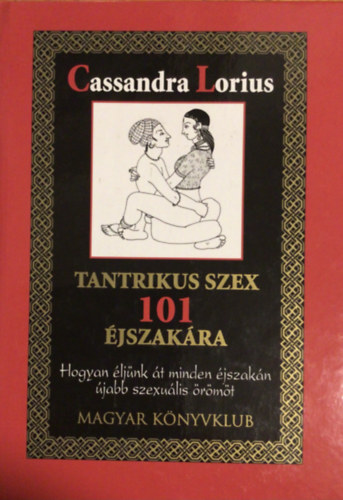 Cassandra Lorius
TANTRIKUS SZEX
101
ÉJSZAKÁRA
Hogyan éljünk át minden éjszakán
újabb szexuális örömöt
MAGYAR KÖNYVKLUB